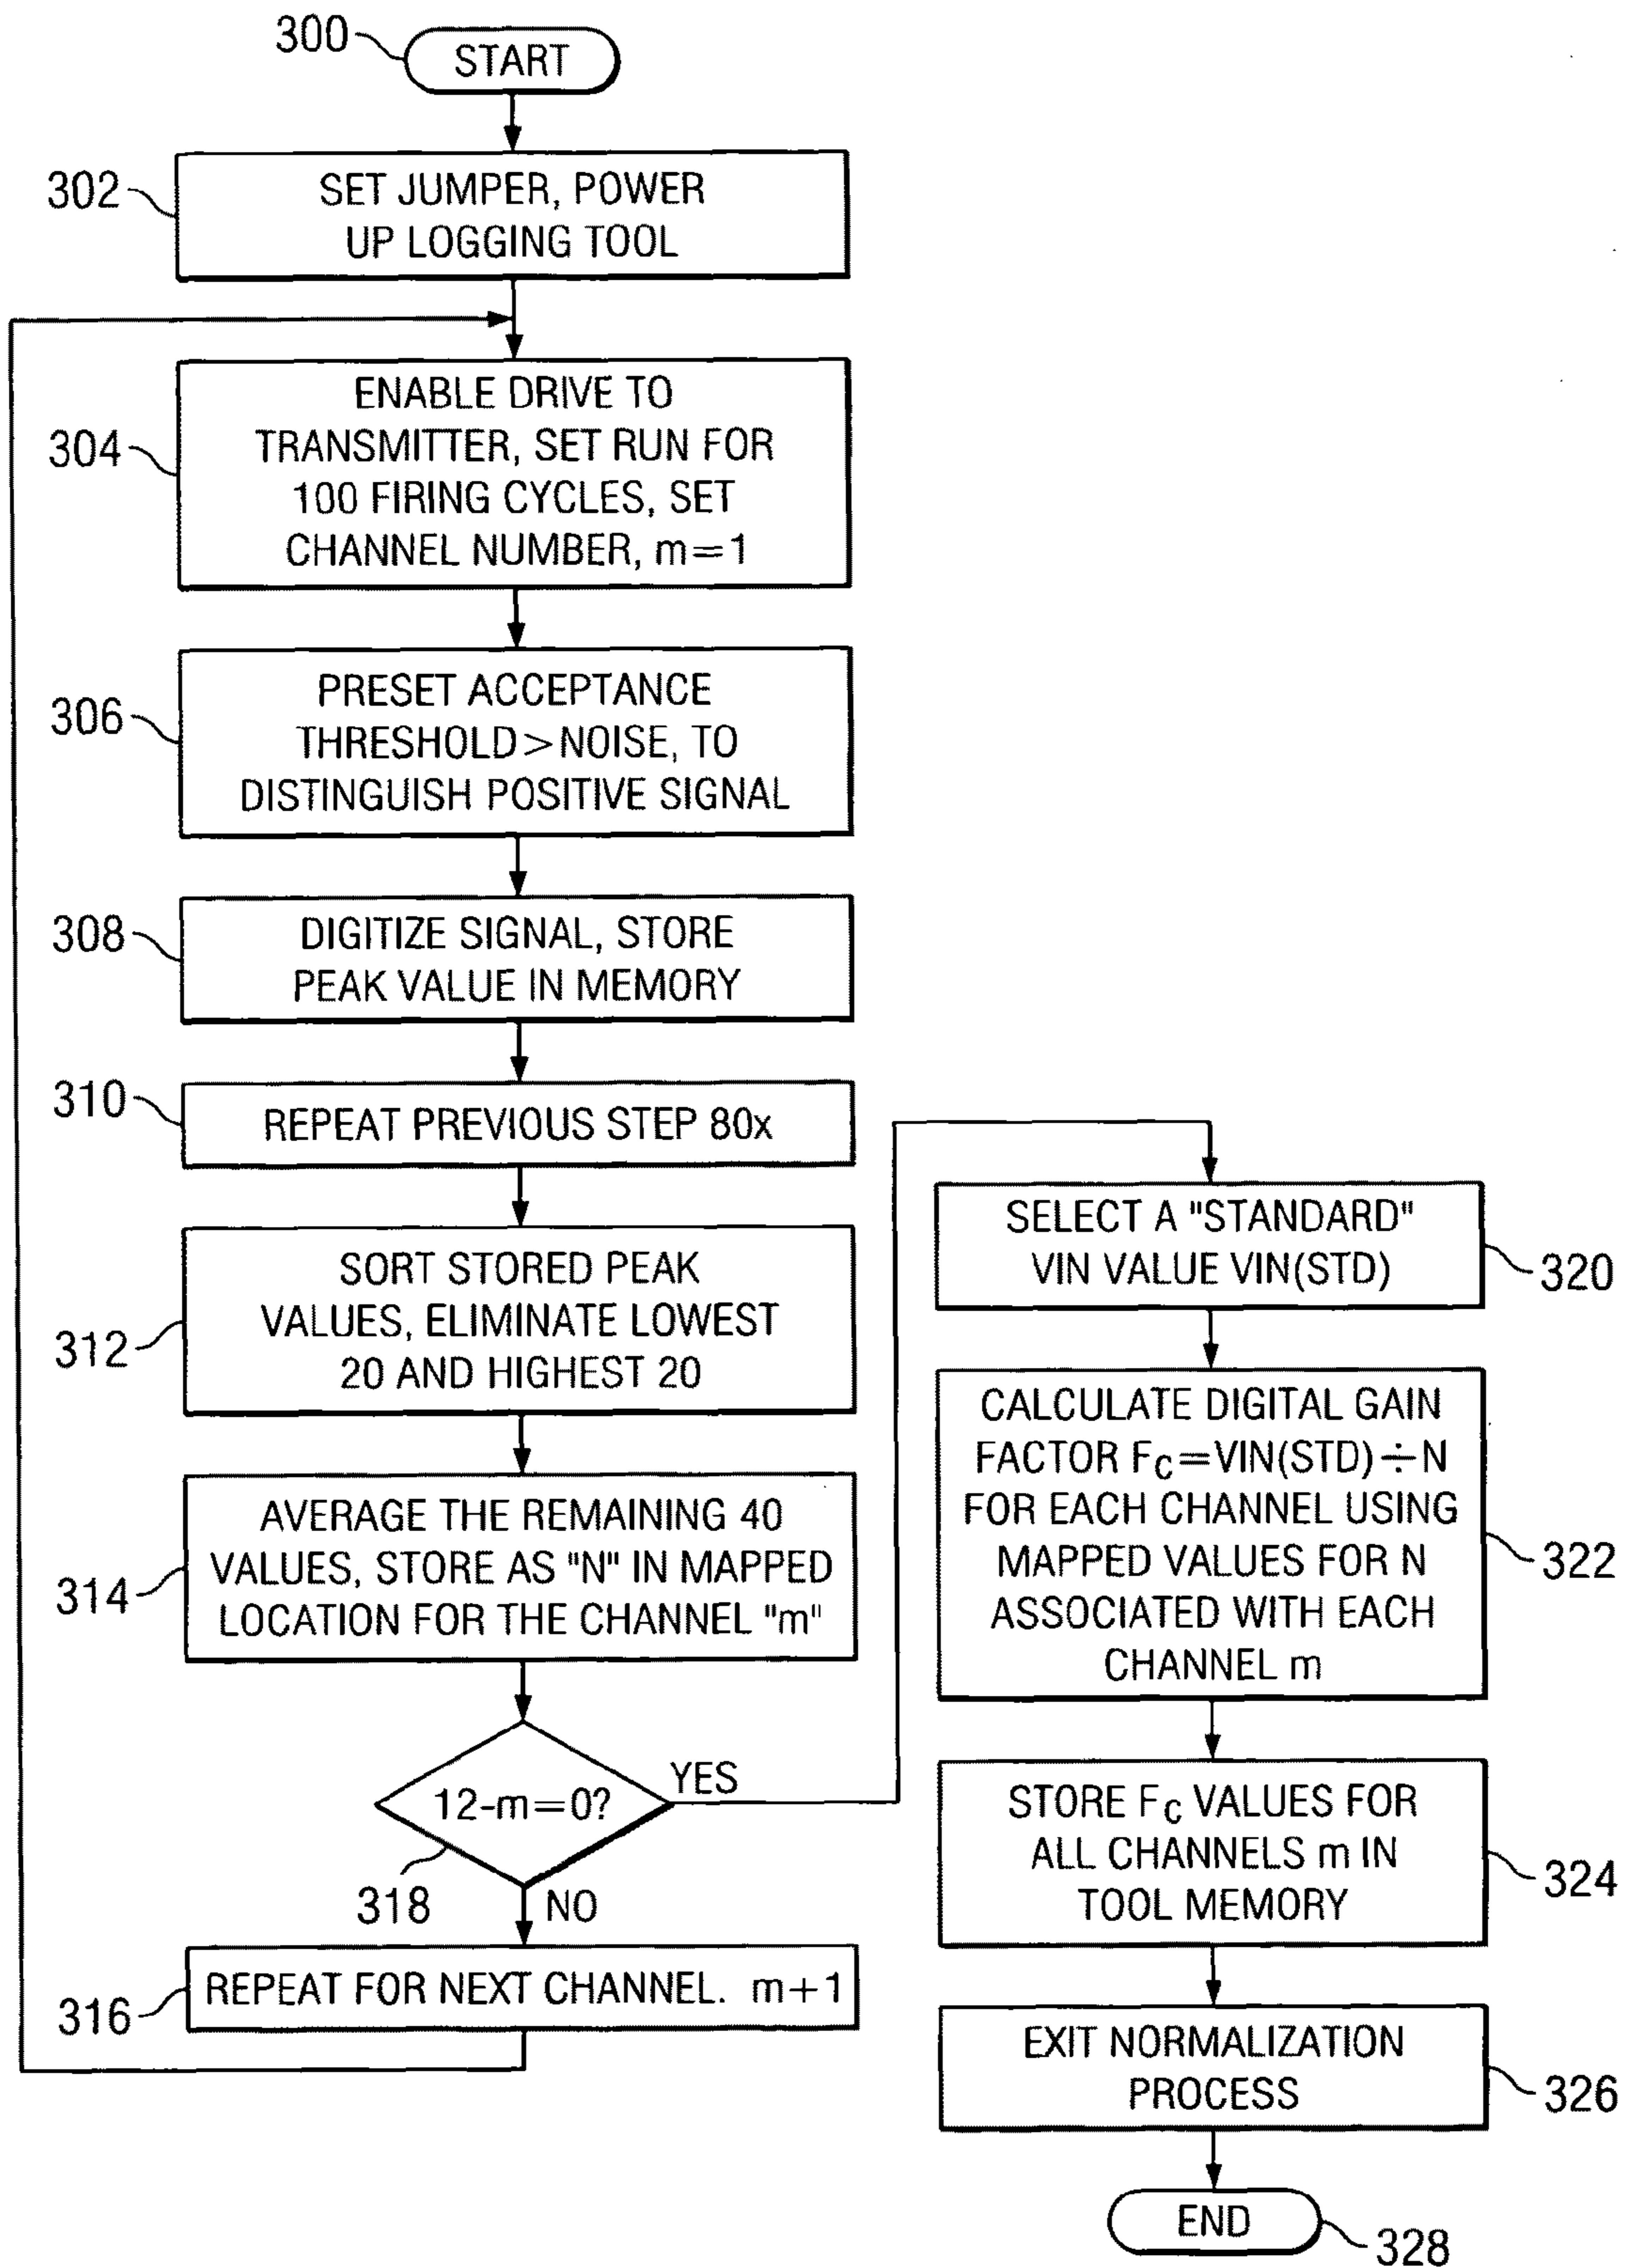 300
START
302
SET JUMPER, POWER
UP LOGGING TOOL
304
ENABLE DRIVE TO
TRANSMITTER, SET RUN FOR
100 FIRING CYCLES, SET
CHANNEL NUMBER, m=1
306
PRESET ACCEPTANCE
THRESHOLD>NOISE, TO
DISTINGUISH POSITIVE SIGNAL
308
DIGITIZE SIGNAL, STORE
PEAK VALUE IN MEMORY
310
REPEAT PREVIOUS STEP 80x
312
SORT STORED PEAK
VALUES, ELIMINATE LOWEST
20 AND HIGHEST 20
314
AVERAGE THE REMAINING 40
VALUES, STORE AS "N" IN MAPPED
LOCATION FOR THE CHANNEL "m"
12-m=0?
YES
318
NO
316
REPEAT FOR NEXT CHANNEL. m+1
SELECT A "STANDARD"
VIN VALUE VIN(STD)
320
CALCULATE DIGITAL GAIN
FACTOR FC=VIN(STD)÷N
FOR EACH CHANNEL USING
MAPPED VALUES FOR N
ASSOCIATED WITH EACH
CHANNEL m
322
STORE FC VALUES FOR
ALL CHANNELS m IN
TOOL MEMORY
324
EXIT NORMALIZATION
PROCESS
326
END
328